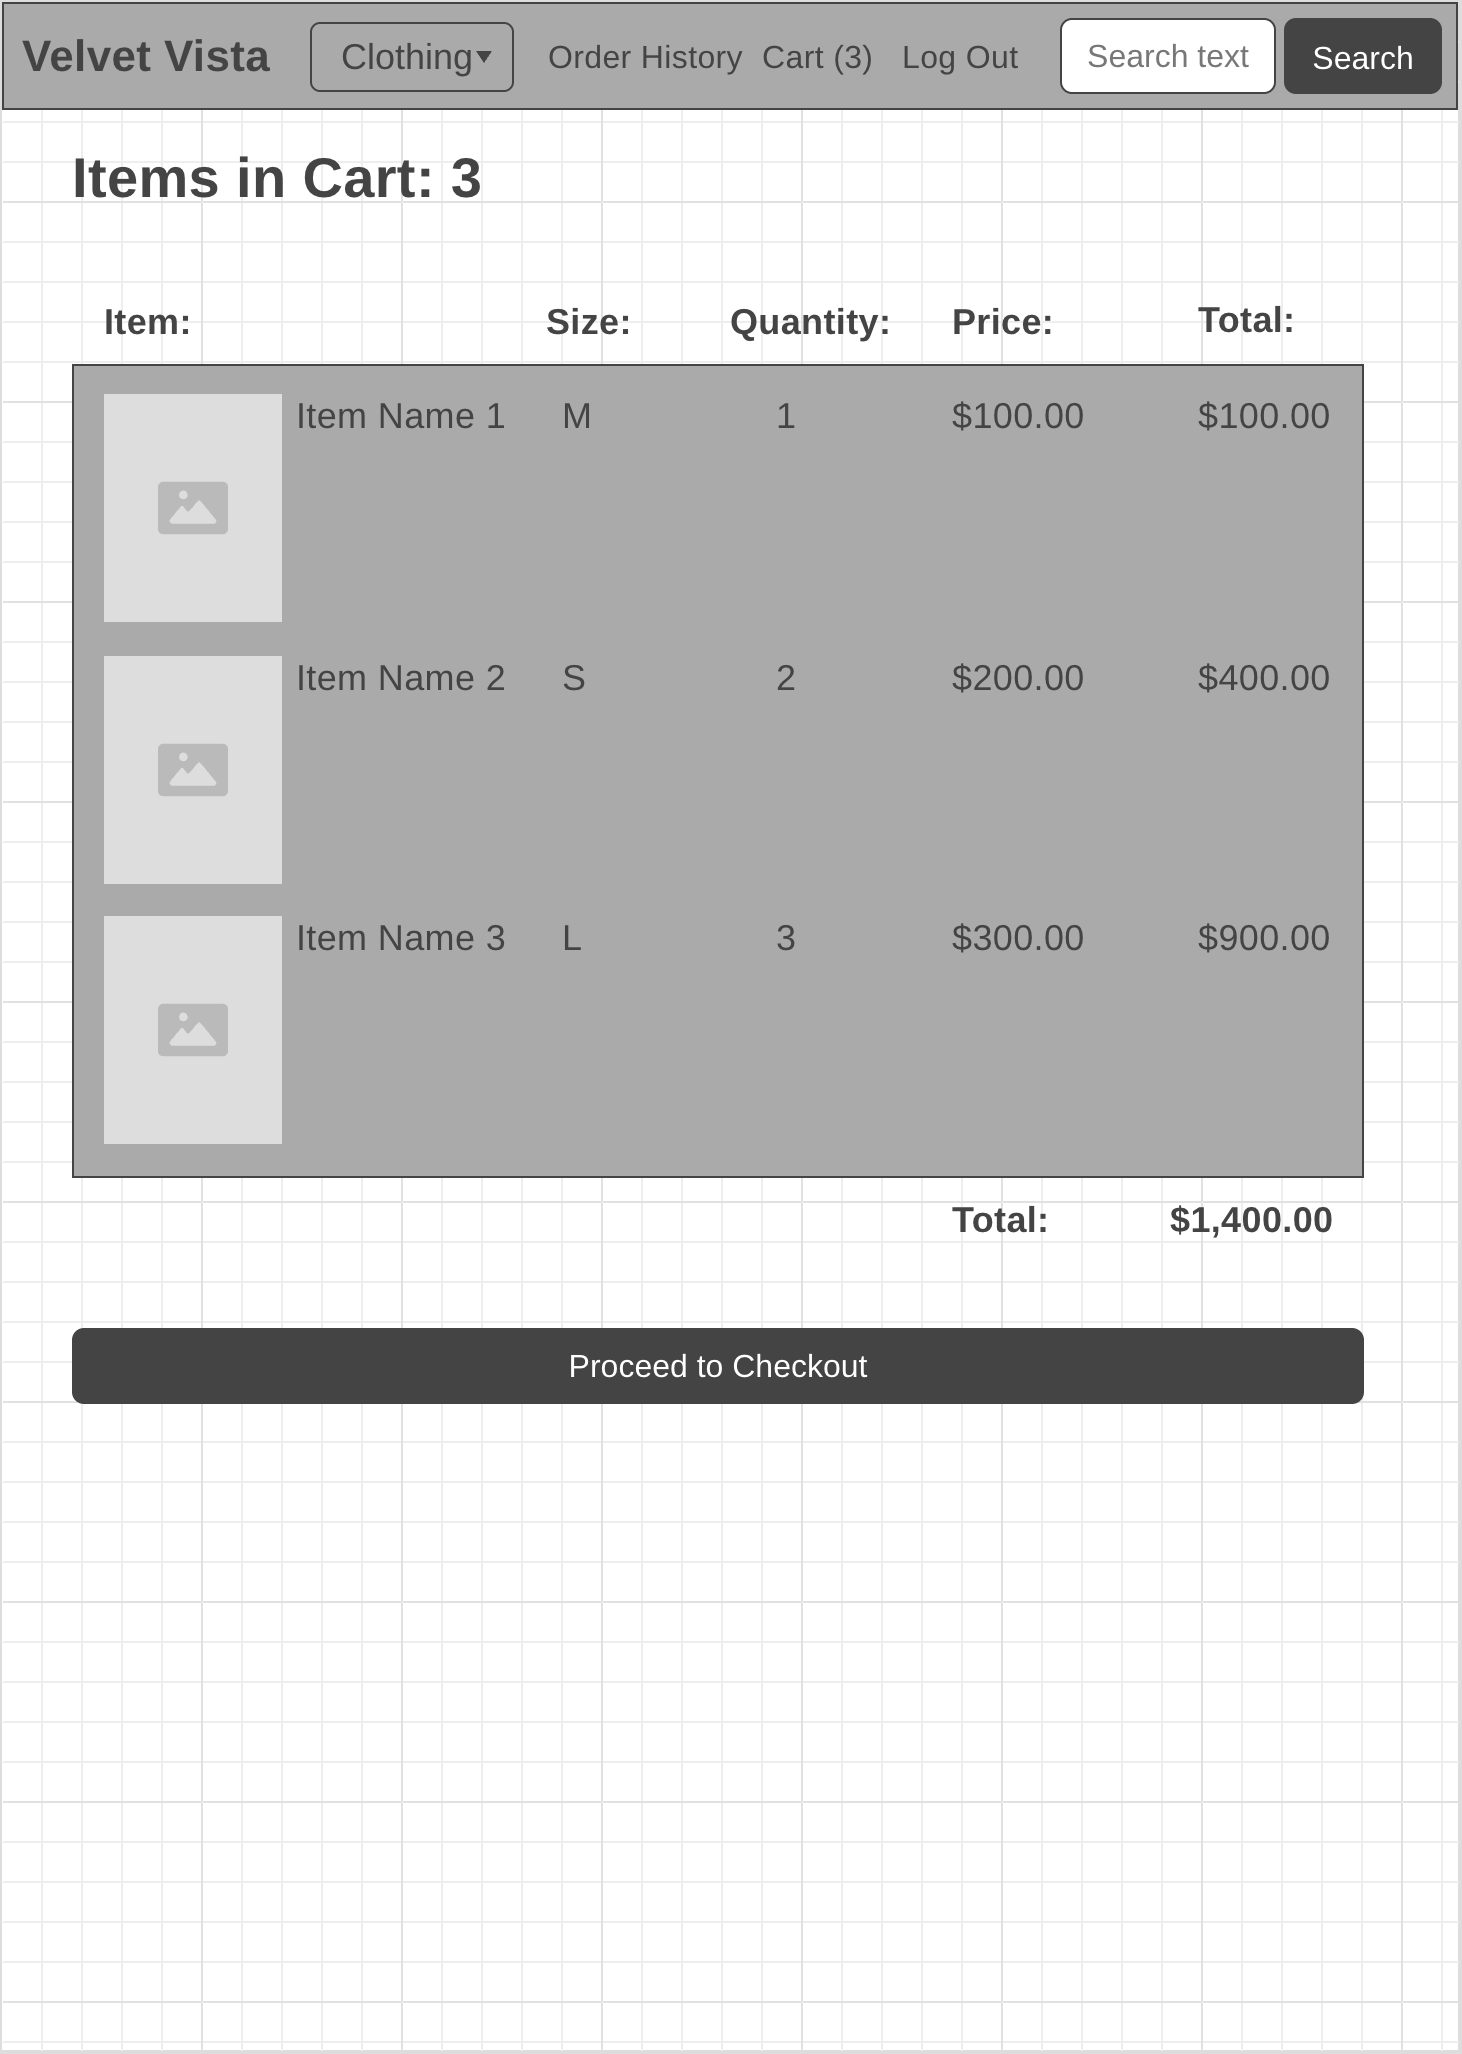 Velvet Vista Clothing Order History Cart (3) Log Out Search text Search
Items in Cart: 3
Item: Size: Quantity: Price: Total:
Item Name 1 M 1 $100.00 $100.00
Item Name 2 S 2 $200.00 $400.00
Item Name 3 L 3 $300.00 $900.00
Total: $1,400.00
Proceed to Checkout